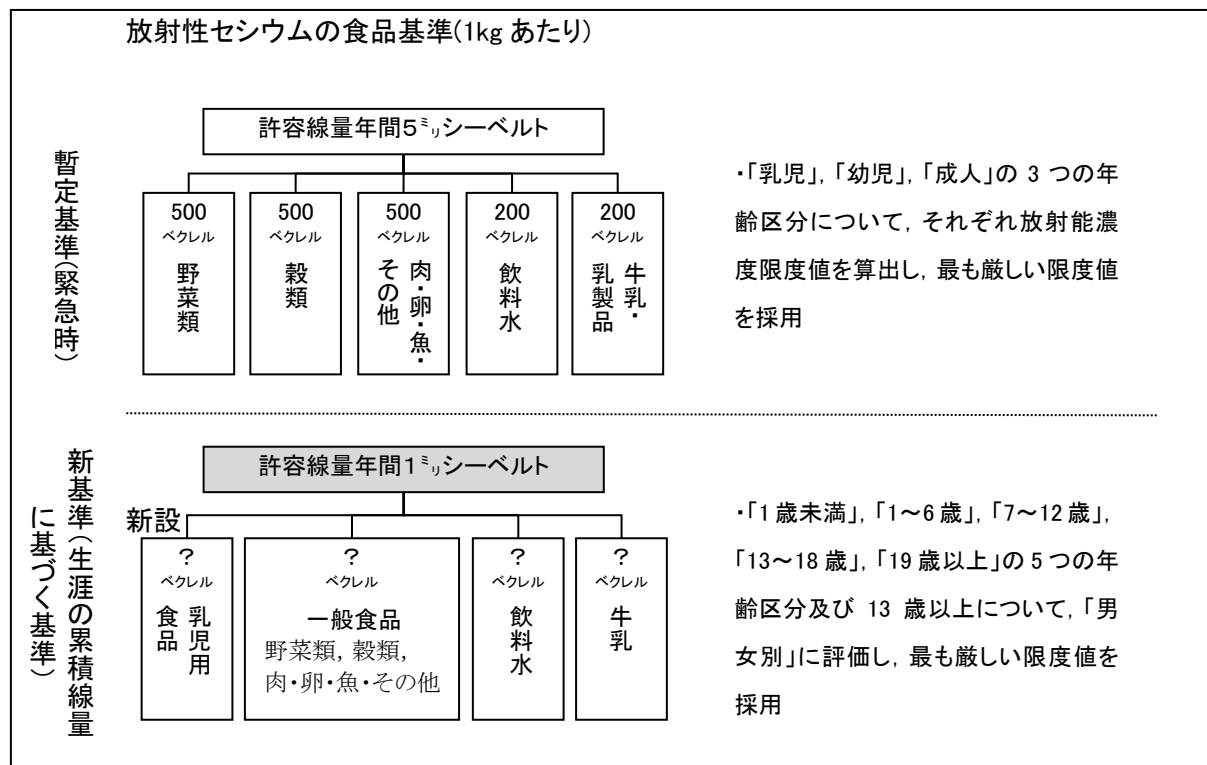 放射性セシウムの食品基準(1kg あたり)
暫定基準(緊急時)
許容線量年間5㍉シーベルト
500
ベクレル
野菜類
500
ベクレル
穀類
500
ベクレル
肉・卵・魚・
その他
200
ベクレル
飲料水
200
ベクレル
牛乳・
乳製品
・「乳児」，「幼児」，「成人」の 3 つの年
齢区分について，それぞれ放射能濃
度限度値を算出し，最も厳しい限度値
を採用
新基準(生涯の累積線量
に基づく基準)
許容線量年間1㍉シーベルト
新設
?
ベクレル
乳児用
食品
?
ベクレル
一般食品
野菜類，穀類，
肉・卵・魚・その他
?
ベクレル
飲料水
?
ベクレル
牛乳
・「1 歳未満」，「1～6 歳」，「7～12 歳」，
「13～18 歳」，「19 歳以上」の 5 つの年
齢区分及び 13 歳以上について，「男
女別」に評価し，最も厳しい限度値を
採用